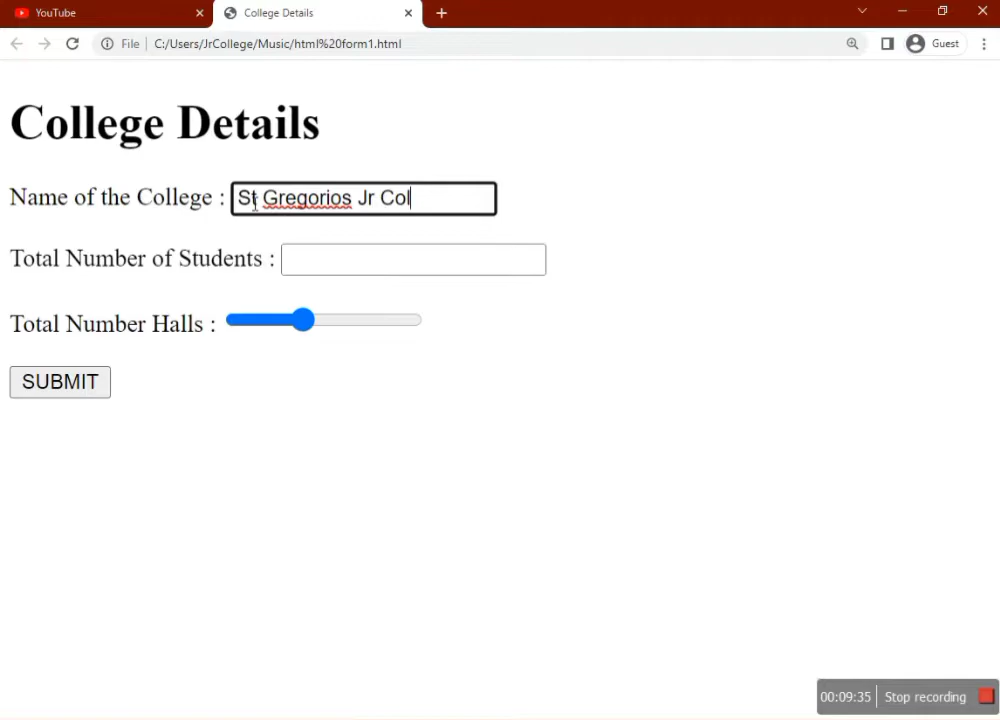 YouTube
College Details
File
C:/Users/JrCollege/Music/html%20form1.html
Guest
College Details
Name of the College : St Gregorios Jr Col
Total Number of Students :
Total Number Halls :
SUBMIT
00:09:35 Stop recording